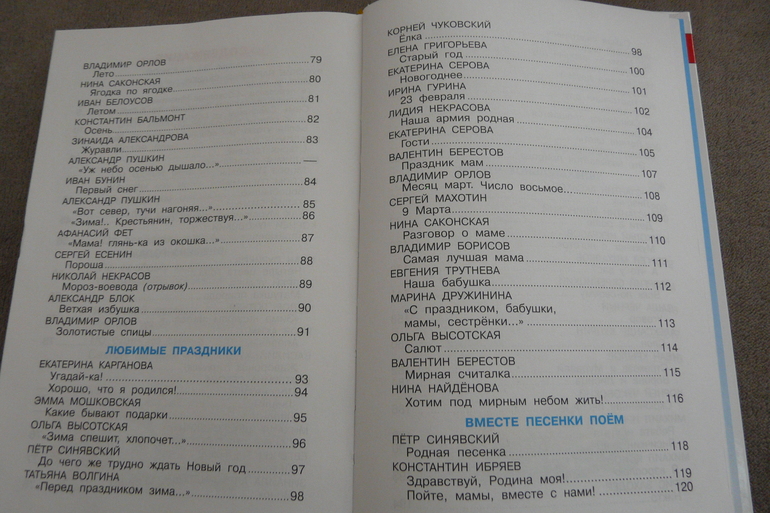 ВЛАДИМИР ОРЛОВ
Лето 79
НИНА САКОНСКАЯ
Ягодка по ягодке 80
ИВАН БЕЛОУСОВ
Летом 81
КОНСТАНТИН БАЛЬМОНТ
Осень 82
ЗИНАИДА АЛЕКСАНДРОВА
Журавли 83
АЛЕКСАНДР ПУШКИН
«Уж небо осенью дышало...» —
ИВАН БУНИН
Первый снег 84
АЛЕКСАНДР ПУШКИН
«Вот север, тучи нагоняя...» 85
«Зима!.. Крестьянин, торжествуя...» 86
АФАНАСИЙ ФЕТ
«Мама! глянь-ка из окошка...» 87
СЕРГЕЙ ЕСЕНИН
Пороша 88
НИКОЛАЙ НЕКРАСОВ
Мороз-воевода (отрывок) 89
АЛЕКСАНДР БЛОК
Ветхая избушка 90
ВЛАДИМИР ОРЛОВ
Золотистые спицы 91
ЛЮБИМЫЕ ПРАЗДНИКИ
ЕКАТЕРИНА КАРГАНОВА
Угадай-ка! 93
Хорошо, что я родился! 94
ЭММА МОШКОВСКАЯ
Какие бывают подарки 95
ОЛЬГА ВЫСОТСКАЯ
«Зима спешит, хлопочет...» 96
ПЁТР СИНЯВСКИЙ
До чего же трудно ждать Новый год 97
ТАТЬЯНА ВОЛГИНА
«Перед праздником зима...» 98
КОРНЕЙ ЧУКОВСКИЙ
Ёлка 98
ЕЛЕНА ГРИГОРЬЕВА
Старый год 100
ЕКАТЕРИНА СЕРОВА
Новогоднее 101
ИРИНА ГУРИНА
23 февраля 102
ЛИДИЯ НЕКРАСОВА
Наша армия родная 104
ЕКАТЕРИНА СЕРОВА
Гости 105
ВАЛЕНТИН БЕРЕСТОВ
Праздник мам 107
ВЛАДИМИР ОРЛОВ
Месяц март. Число восьмое... 108
СЕРГЕЙ МАХОТИН
9 Марта 109
НИНА САКОНСКАЯ
Разговор о маме 110
ВЛАДИМИР БОРИСОВ
Самая лучшая мама 111
ЕВГЕНИЯ ТРУТНЕВА
Наша бабушка 112
МАРИНА ДРУЖИНИНА
«С праздником, бабушки,
мамы, сестрёнки...» 113
ОЛЬГА ВЫСОТСКАЯ
Салют 114
ВАЛЕНТИН БЕРЕСТОВ
Мирная считалка 115
НИНА НАЙДЁНОВА
Хотим под мирным небом жить! 116
ВМЕСТЕ ПЕСЕНКИ ПОЁМ
ПЁТР СИНЯВСКИЙ
Родная песенка 118
КОНСТАНТИН ИБРЯЕВ
Здравствуй, Родина моя! 119
Пойте, мамы, вместе с нами! 120